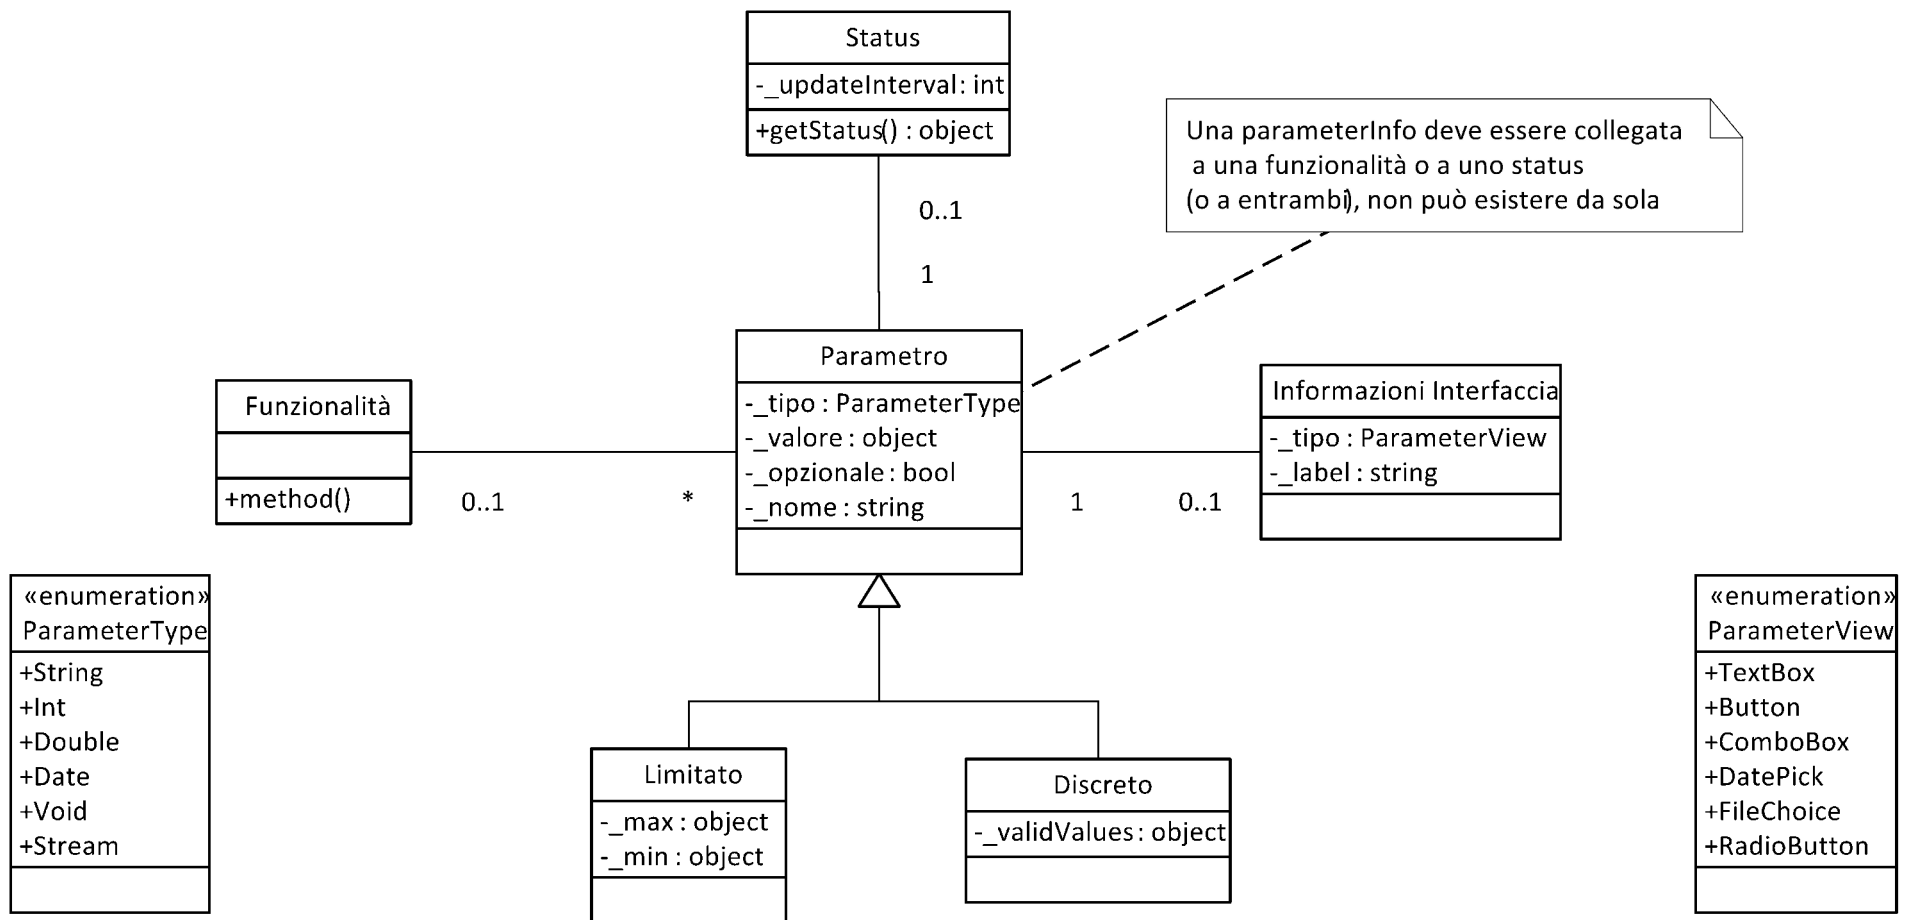 Status
-_updateInterval: int
+getStatus() : object
Una parameterInfo deve essere collegata
a una funzionalità o a uno status
(o a entrambi), non può esistere da sola
0..1
1
Parametro
-_tipo : ParameterType
-_valore : object
-_opzionale : bool
-_nome : string
Funzionalità
+method()
0..1
*
Informazioni Interfaccia
-_tipo : ParameterView
-_label : string
1
0..1
«enumeration»
ParameterType
+String
+Int
+Double
+Date
+Void
+Stream
Limitato
-_max : object
-_min : object
Discreto
-_validValues : object
«enumeration»
ParameterView
+TextBox
+Button
+ComboBox
+DatePick
+FileChoice
+RadioButton